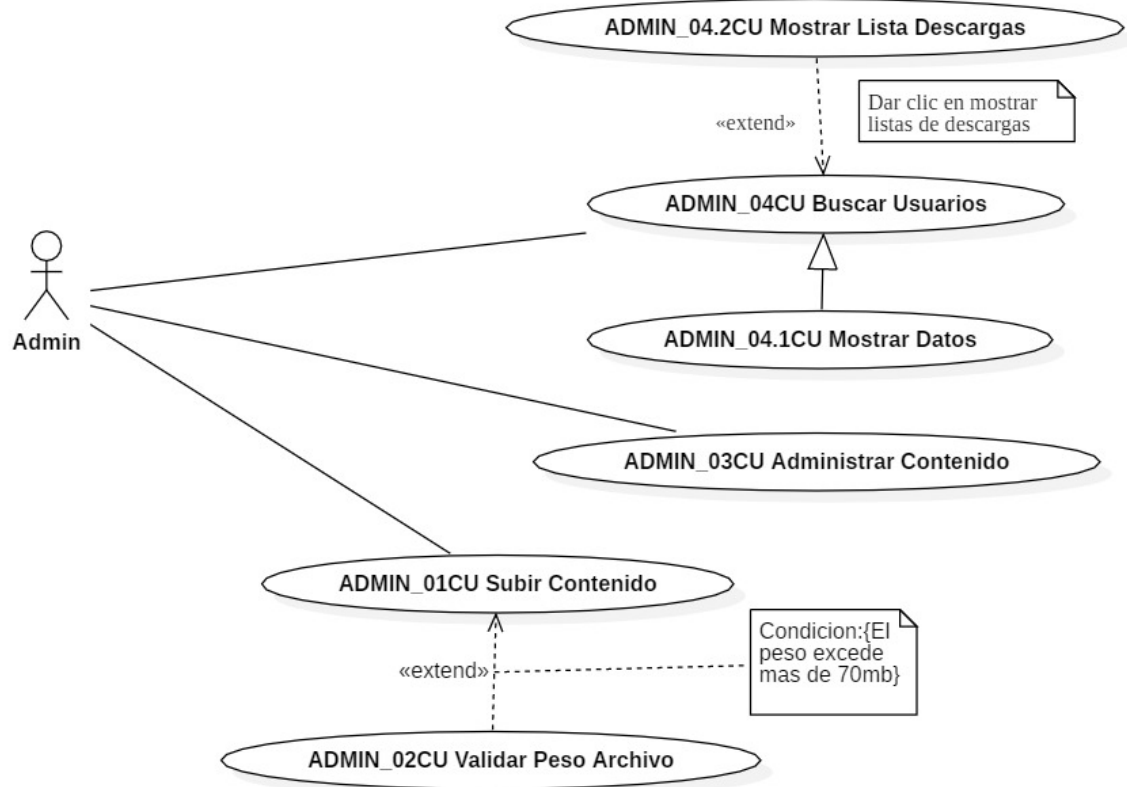 ADMIN_04.2CU Mostrar Lista Descargas
«extend»
Dar clic en mostrar
listas de descargas
ADMIN_04CU Buscar Usuarios
Admin
ADMIN_04.1CU Mostrar Datos
ADMIN_03CU Administrar Contenido
ADMIN_01CU Subir Contenido
«extend»
Condicion:{El
peso excede
mas de 70mb}
ADMIN_02CU Validar Peso Archivo